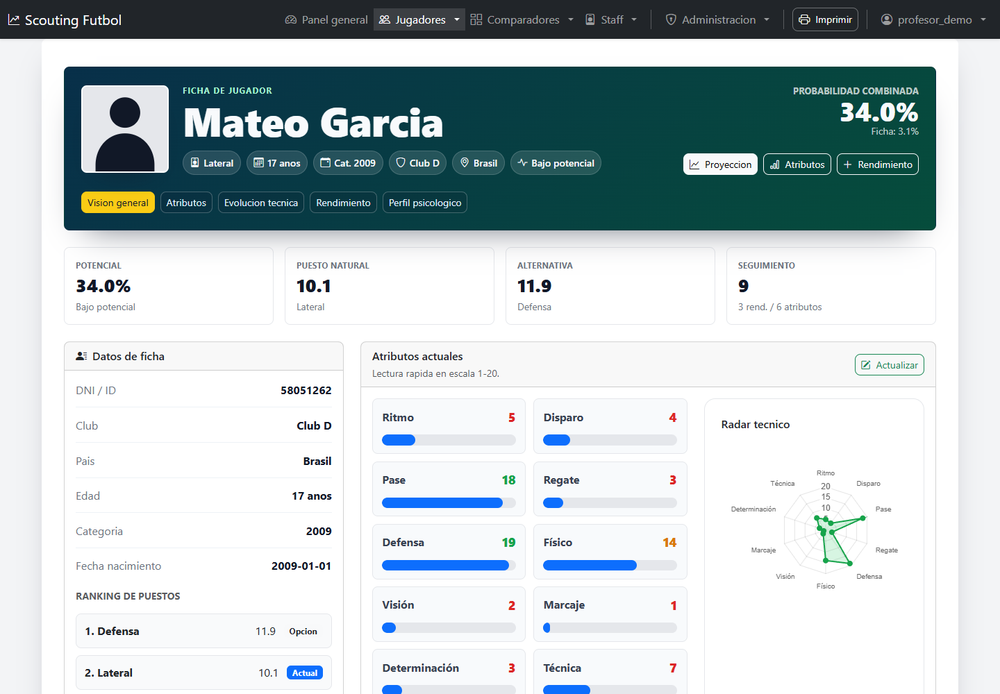 Scouting Futbol
Panel general
Jugadores
Comparadores
Staff
Administracion
Imprimir
profesor_demo
FICHA DE JUGADOR
Mateo Garcia
Lateral
17 anos
Cat. 2009
Club D
Brasil
Bajo potencial
PROBABILIDAD COMBINADA
34.0%
Ficha: 3.1%
Proyeccion
Atributos
Rendimiento
Vision general
Atributos
Evolucion tecnica
Rendimiento
Perfil psicologico
POTENCIAL
34.0%
Bajo potencial
PUESTO NATURAL
10.1
Lateral
ALTERNATIVA
11.9
Defensa
SEGUIMIENTO
9
3 rend. / 6 atributos
Datos de ficha
DNI / ID 58051262
Club Club D
Pais Brasil
Edad 17 anos
Categoria 2009
Fecha nacimiento 2009-01-01
RANKING DE PUESTOS
1. Defensa 11.9 Opcion
2. Lateral 10.1 Actual
Atributos actuales
Lectura rapida en escala 1-20.
Actualizar
Ritmo 5
Disparo 4
Pase 18
Regate 3
Defensa 19
Físico 14
Visión 2
Marcaje 1
Determinación 3
Técnica 7
Radar tecnico
Ritmo
Técnica
Disparo
20
15
10
Determinación
Pase
Marcaje
Regate
Visión
Defensa
Físico